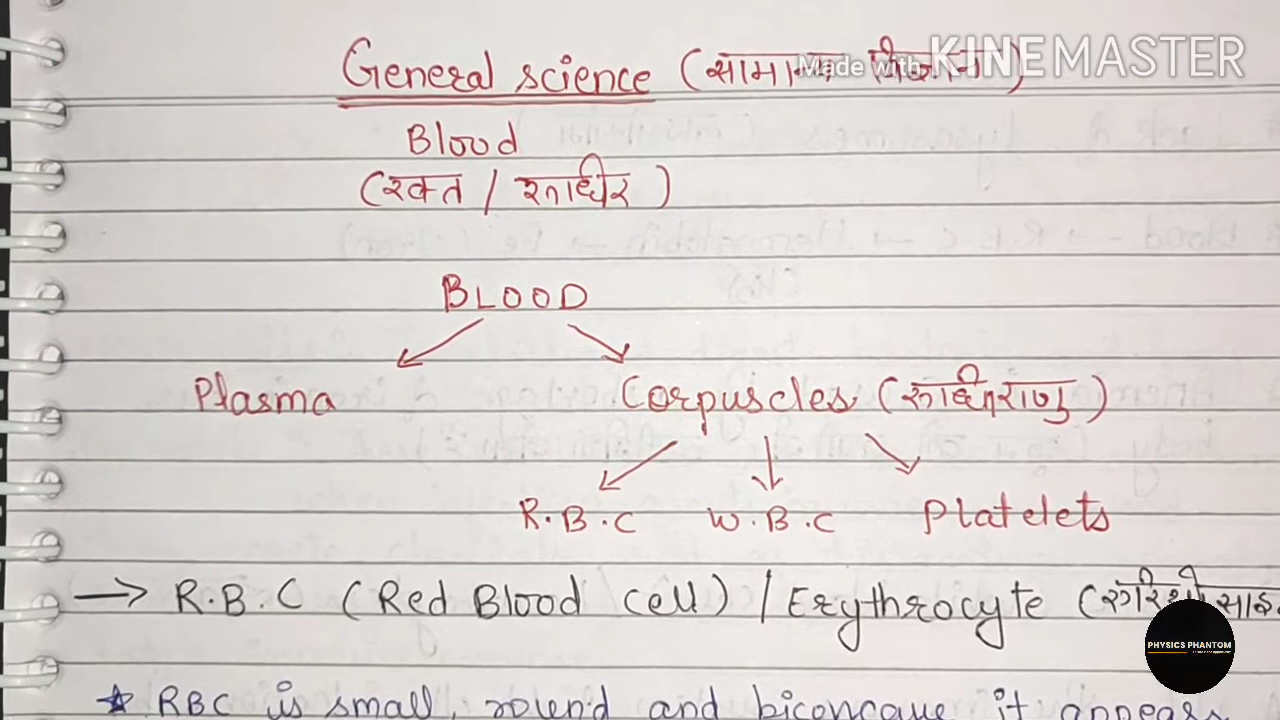 General science (सामान्य विज्ञान)
Made with KINEMASTER
Blood
(रक्त / रूधिर)
BLOOD
Plasma Corpuscles (रूधिराणु)
R.B.C W.B.C Platelets
→ R.B.C (Red Blood Cell) / Erythrocyte
PHYSICS PHANTOM
* RBC is small, round and biconcave it appears